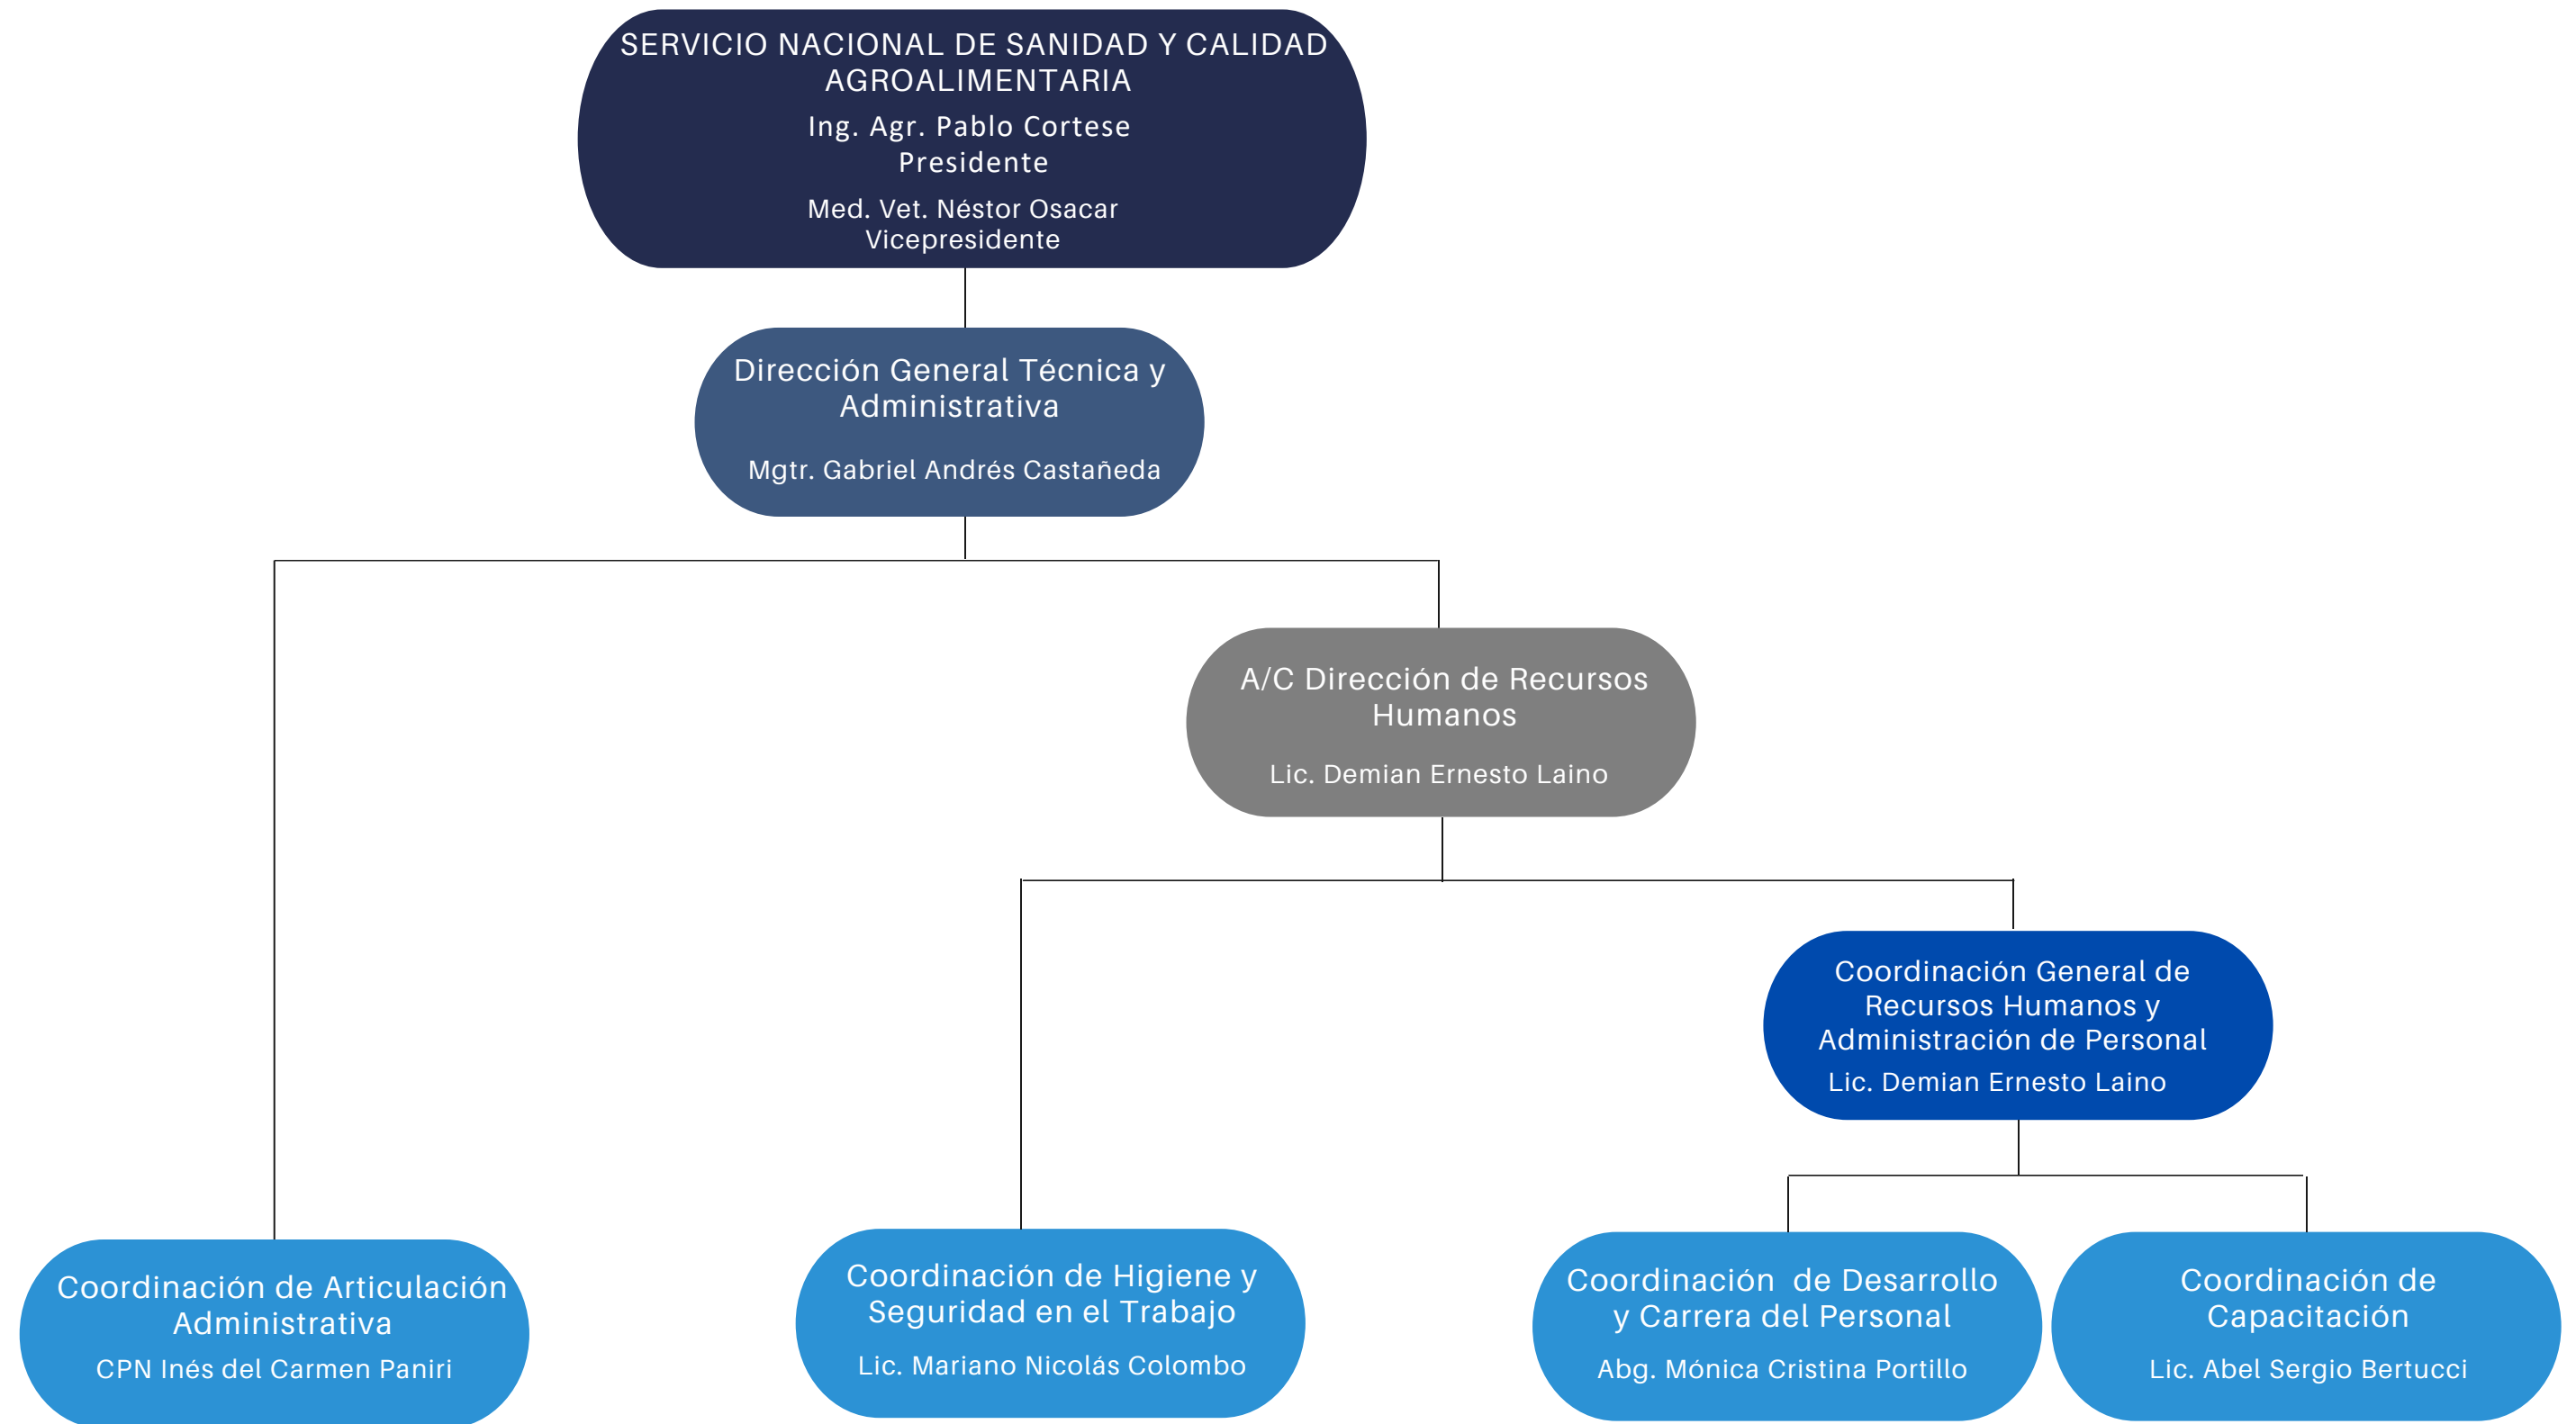 SERVICIO NACIONAL DE SANIDAD Y CALIDAD
AGROALIMENTARIA
Ing. Agr. Pablo Cortese
Presidente
Med. Vet. Néstor Osacar
Vicepresidente
Dirección General Técnica y
Administrativa
Mgtr. Gabriel Andrés Castañeda
A/C Dirección de Recursos
Humanos
Lic. Demian Ernesto Laino
Coordinación General de
Recursos Humanos y
Administración de Personal
Lic. Demian Ernesto Laino
Coordinación de Articulación
Administrativa
CPN Inés del Carmen Paniri
Coordinación de Higiene y
Seguridad en el Trabajo
Lic. Mariano Nicolás Colombo
Coordinación  de Desarrollo
y Carrera del Personal
Abg. Mónica Cristina Portillo
Coordinación de
Capacitación
Lic. Abel Sergio Bertucci